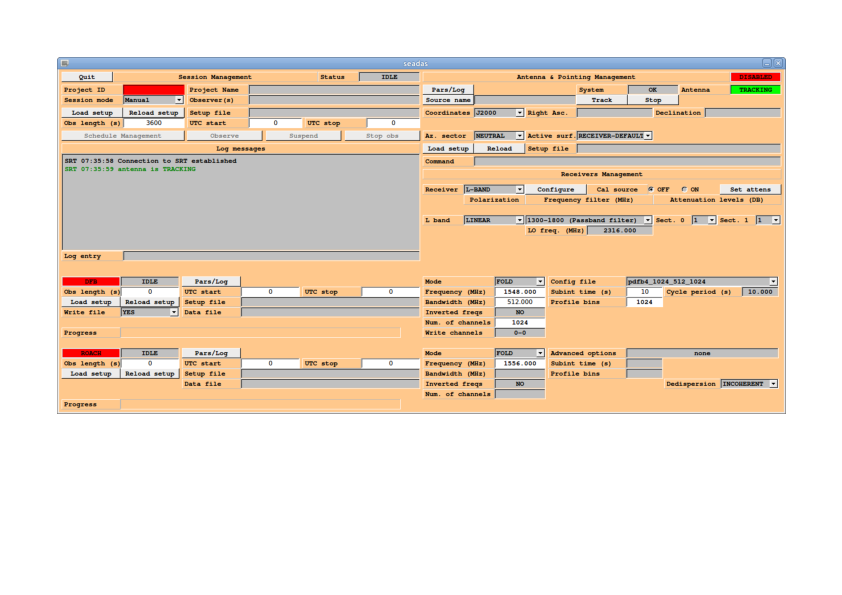 seadas
Quit Session Management Status IDLE
Project ID Project Name
Session mode Manual Observer(s)
Load setup Reload setup Setup file
Obs length (s) 3600 UTC start 0 UTC stop 0
Schedule Management Observe Suspend Stop obs
Log messages
SRT 07:35:58 Connection to SRT established
SRT 07:35:59 antenna is TRACKING
Log entry
Antenna & Pointing Management DISABLED
Pars/Log System OK Antenna TRACKING
Source name Track Stop
Coordinates J2000 Right Asc. Declination
Az. sector NEUTRAL Active surf. RECEIVER-DEFAULT
Load setup Reload Setup file
Command
Receivers Management
Receiver L-BAND Configure Cal source OFF ON Set attens
Polarization Frequency filter (MHz) Attenuation levels (DB)
L band LINEAR 1300-1800 (Passband filter) Sect. 0 1 Sect. 1 1
LO freq. (MHz) 2316.000
DFB IDLE Pars/Log
Obs length (s) 0 UTC start 0 UTC stop 0
Load setup Reload setup Setup file
Write file YES Data file
Progress
Mode FOLD Config file pdfb4_1024_512_1024
Frequency (MHz) 1548.000 Subint time (s) 10 Cycle period (s) 10.000
Bandwidth (MHz) 512.000 Profile bins 1024
Inverted freqs NO
Num. of channels 1024
Write channels 0-0
ROACH IDLE Pars/Log
Obs length (s) 0 UTC start 0 UTC stop 0
Load setup Reload setup Setup file
Data file
Progress
Mode FOLD Advanced options none
Frequency (MHz) 1556.000 Subint time (s)
Bandwidth (MHz) Profile bins
Inverted freqs NO Dedispersion INCOHERENT
Num. of channels